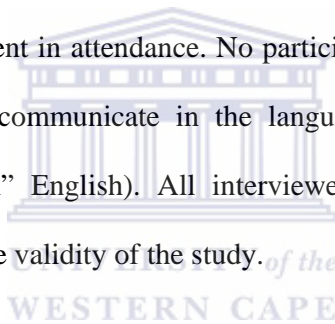 ent in attendance. No partici
communicate in the langu
” English). All interviewe
e validity of the study.
UNIVERSITY of the
WESTERN CAPE